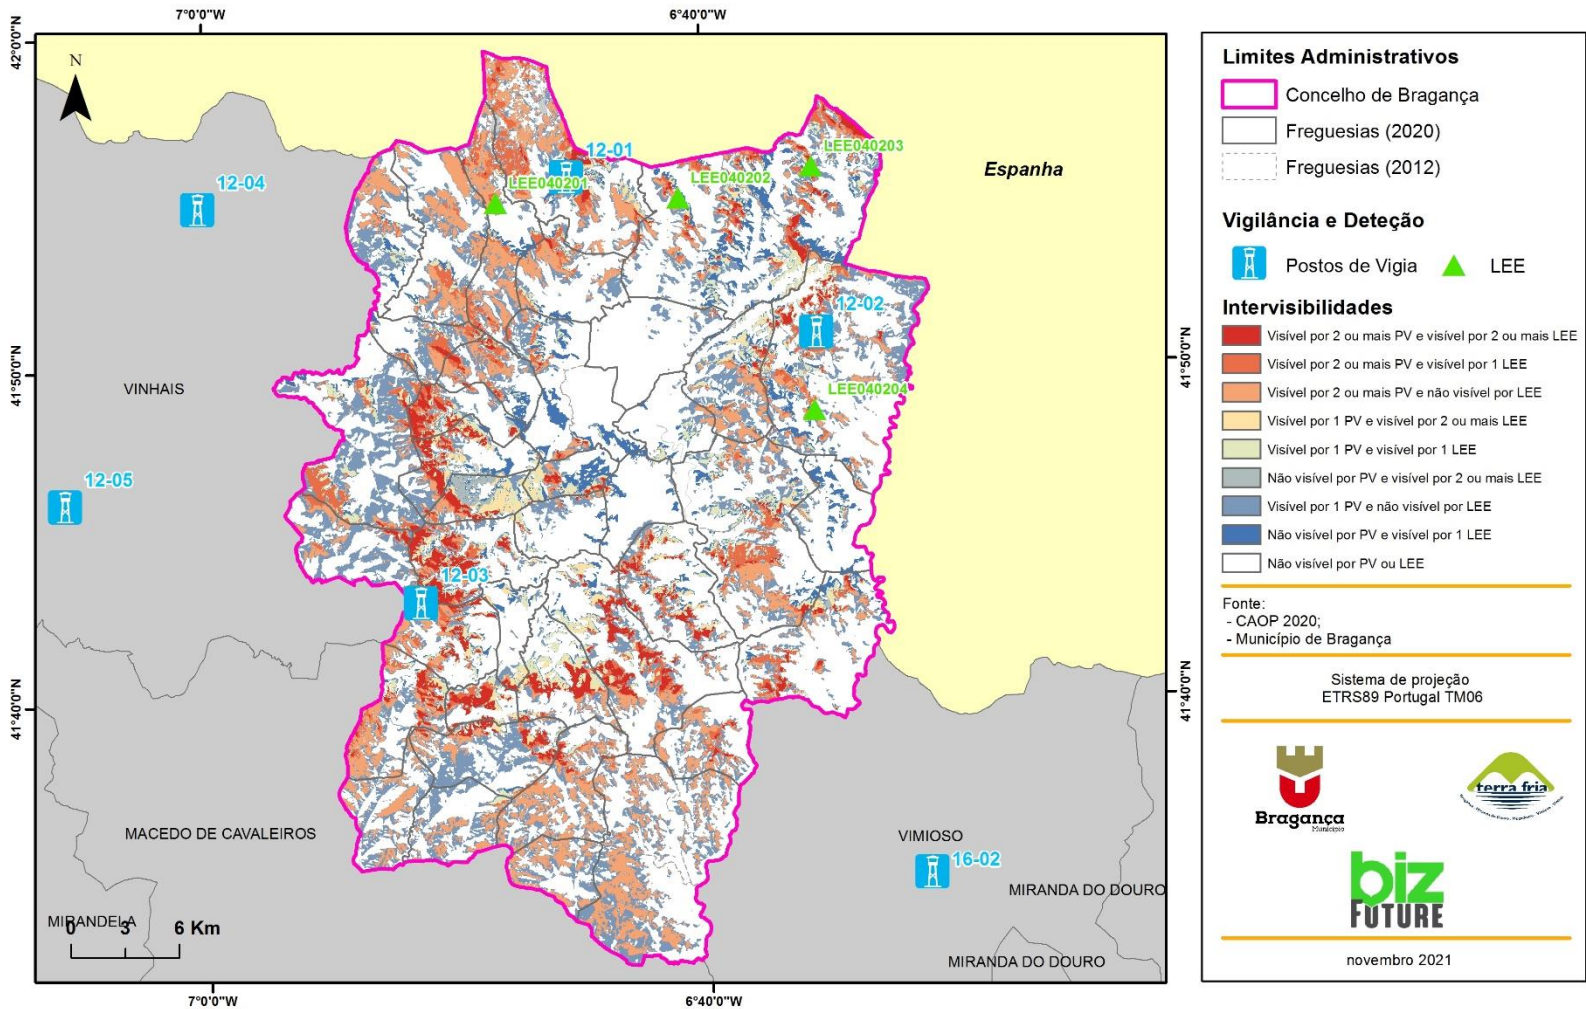 7°0'0"W
6°40'0"W
42°0'0"N
N
12-01
LEE040203
12-04
LEE040201
LEE040202
Espanha
12-02
41°50'0"N
41°50'0"N
VINHAIS
LEE040204
12-05
12-03
41°40'0"N
41°40'0"N
MACEDO DE CAVALEIROS
VIMIOSO
16-02
MIRANDA DO DOURO
MIRANDELA
0 3 6 Km
MIRANDA DO DOURO
7°0'0"W
6°40'0"W
Limites Administrativos
Concelho de Bragança
Freguesias (2020)
Freguesias (2012)
Vigilância e Deteção
Postos de Vigia
LEE
Intervisibilidades
Visível por 2 ou mais PV e visível por 2 ou mais LEE
Visível por 2 ou mais PV e visível por 1 LEE
Visível por 2 ou mais PV e não visível por LEE
Visível por 1 PV e visível por 2 ou mais LEE
Visível por 1 PV e visível por 1 LEE
Não visível por PV e visível por 2 ou mais LEE
Visível por 1 PV e não visível por LEE
Não visível por PV e visível por 1 LEE
Não visível por PV ou LEE
Fonte:
- CAOP 2020;
- Município de Bragança
Sistema de projeção
ETRS89 Portugal TM06
Bragança
Município
terra fria
biz
FUTURE
novembro 2021